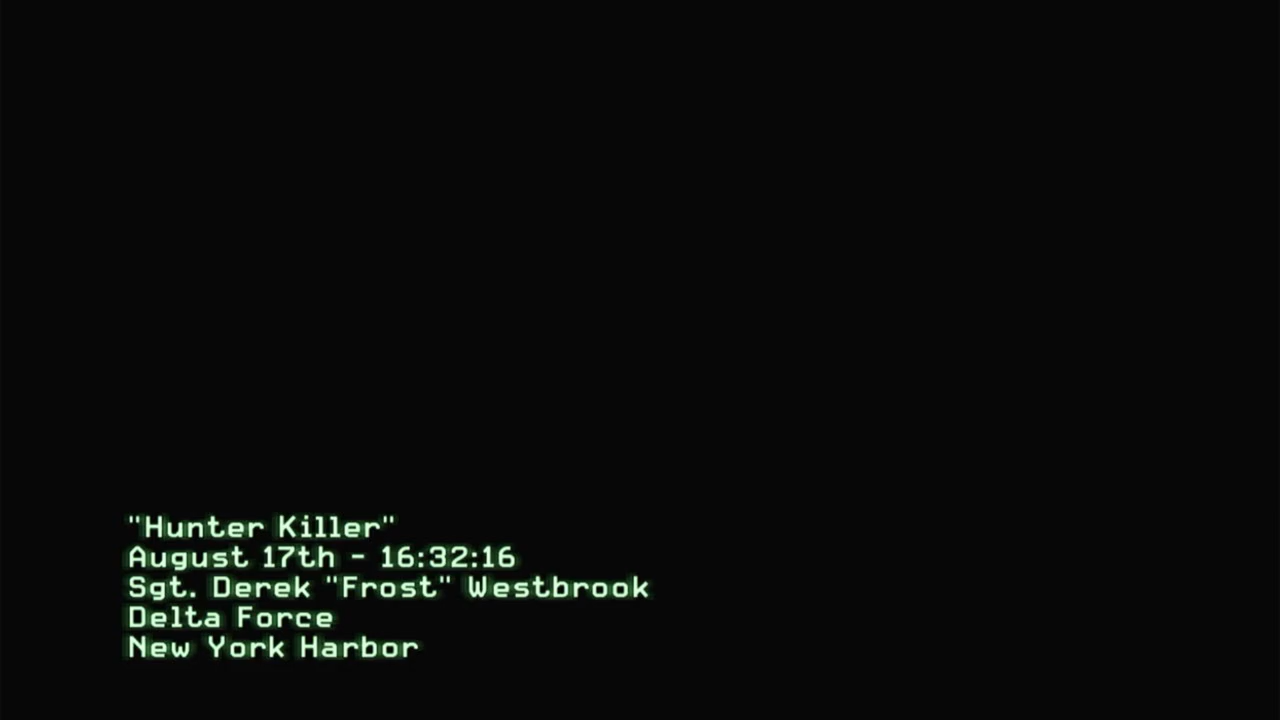 "Hunter Killer"
August 17th - 16:32:16
Sgt. Derek "Frost" Westbrook
Delta Force
New York Harbor